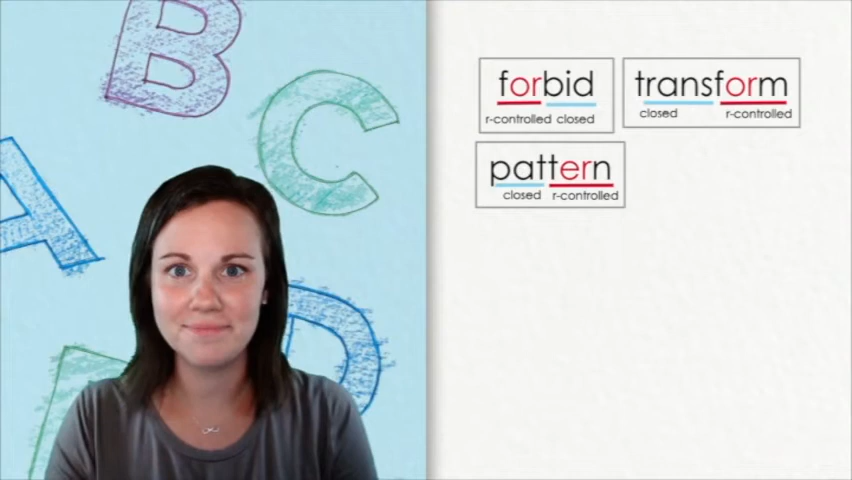 B
C
A
D
forbid transform
r-controlled closed closed r-controlled
pattern
closed r-controlled